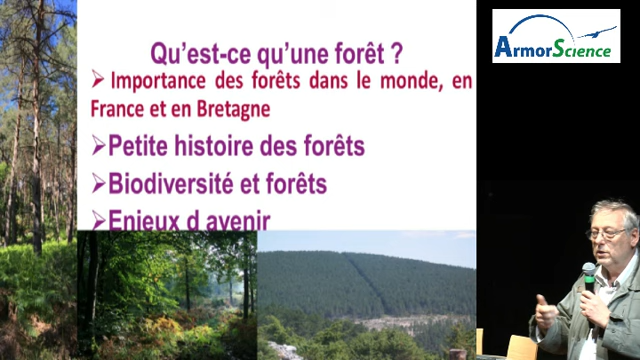 Qu'est-ce qu'une forêt ?
➢ Importance des forêts dans le monde, en
France et en Bretagne
➢Petite histoire des forêts
➢Biodiversité et forêts
➢Enjeux d avenir
ArmorScience